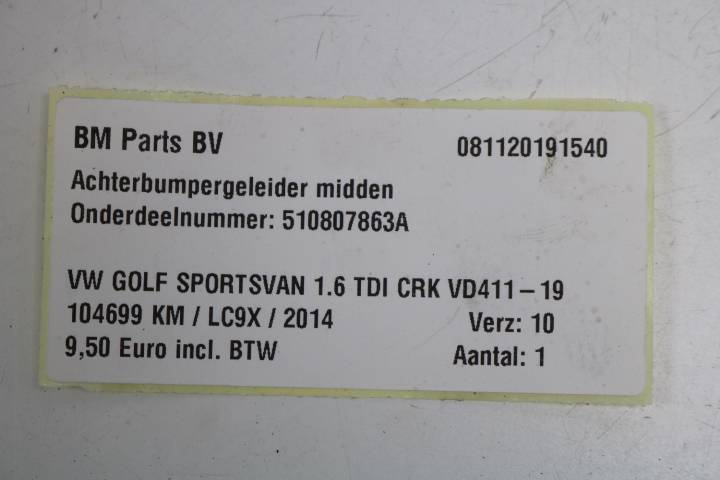 BM Parts BV 081120191540
Achterbumpergeleider midden
Onderdeelnummer: 510807863A
VW GOLF SPORTSVAN 1.6 TDI CRK VD411-19
104699 KM / LC9X / 2014 Verz: 10
9,50 Euro incl. BTW Aantal: 1